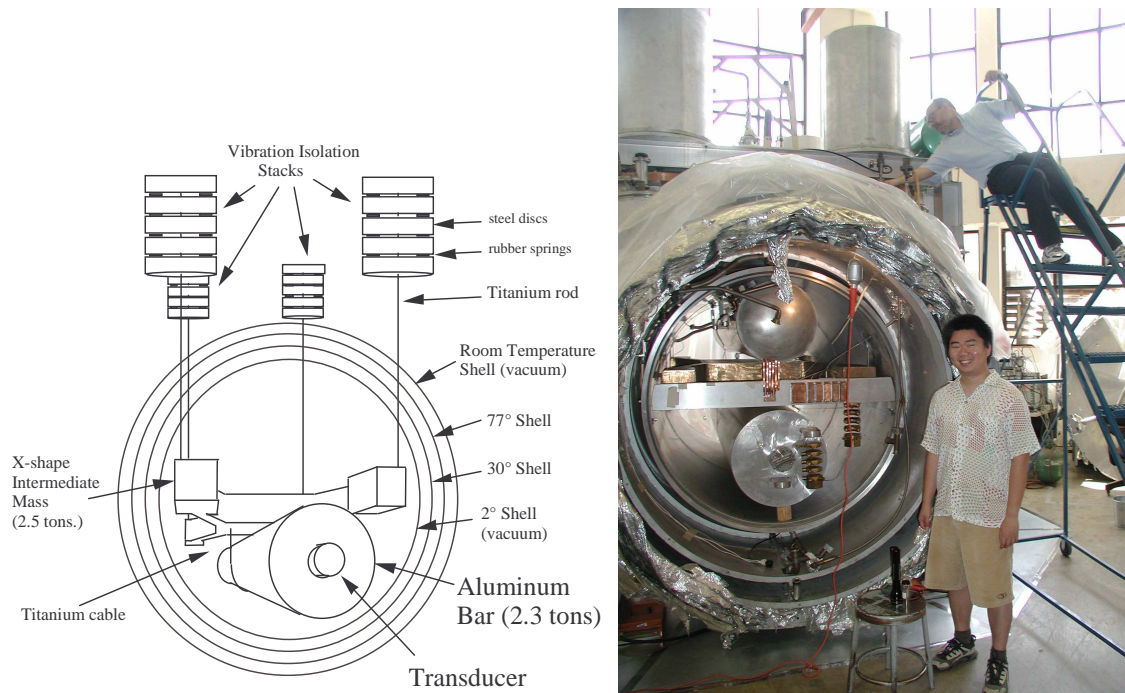 Vibration Isolation
Stacks
steel discs
rubber springs
Titanium rod
Room Temperature
Shell (vacuum)
77° Shell
X-shape
Intermediate
Mass
(2.5 tons.)
30° Shell
2° Shell
(vacuum)
Aluminum
Bar (2.3 tons)
Titanium cable
Transducer